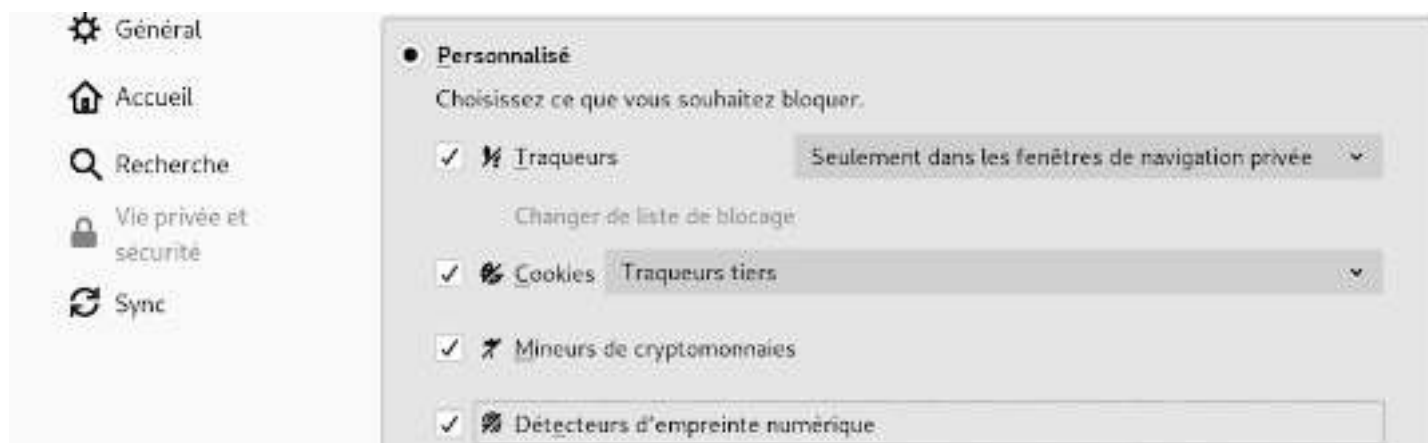 Général
Accueil
Recherche
Vie privée et
sécurité
Sync
Personnalisé
Choisissez ce que vous souhaitez bloquer.
Traqueurs Seulement dans les fenêtres de navigation privée
Changer de liste de blocage
Cookies Traqueurs tiers
Mineurs de cryptomonnaies
Détecteurs d'empreinte numérique